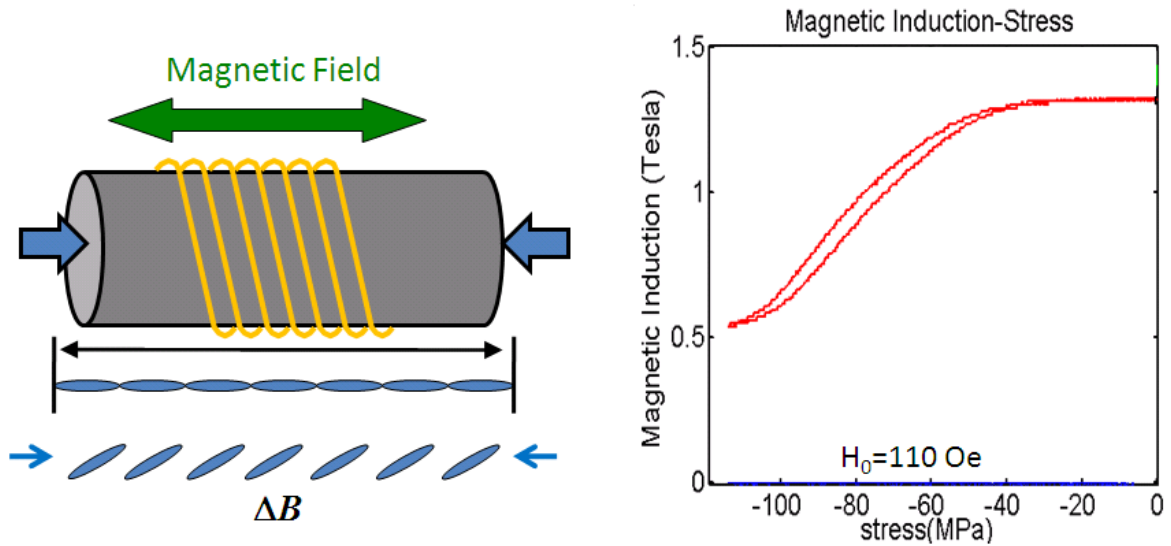 Magnetic Field
ΔB
Magnetic Induction-Stress
Magnetic Induction (Tesla)
1.5
1
0.5
0
H₀=110 Oe
-100 -80 -60 -40 -20 0
stress(MPa)